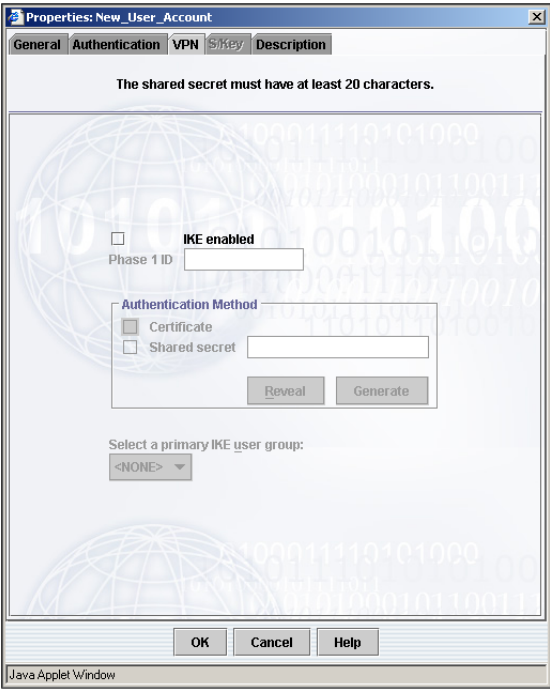 Properties: New_User_Account
General Authentication VPN S/Key Description
The shared secret must have at least 20 characters.
IKE enabled
Phase 1 ID
Authentication Method
Certificate
Shared secret
Reveal Generate
Select a primary IKE user group:
<NONE>
OK Cancel Help
Java Applet Window